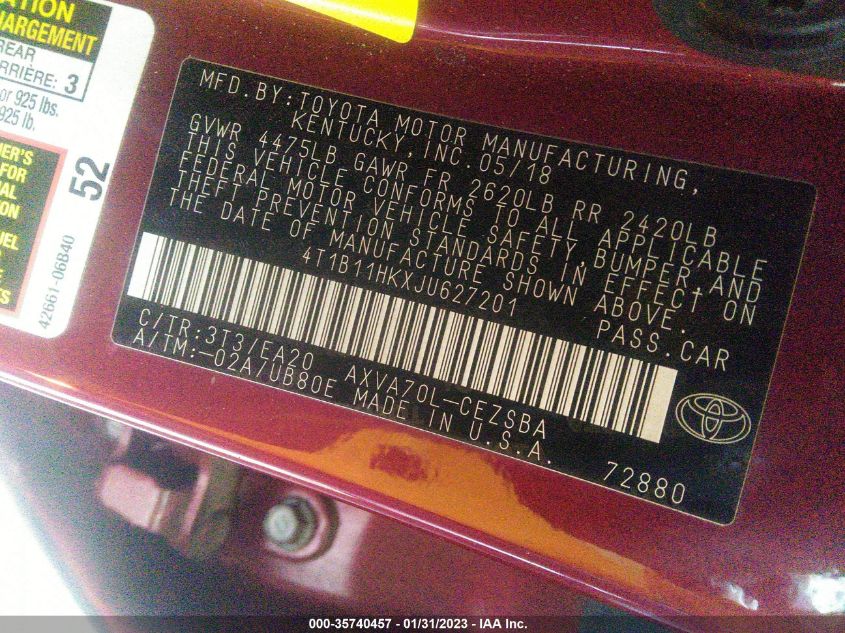 ATION
CHARGEMENT
REAR
ARRIÈRE: 3
or 925 lbs.
925 lb.
52
42661-06B40
MFD.BY:TOYOTA MOTOR MANUFACTURING,
KENTUCKY,INC.05/18
GVWR 4475LB GAWR FR 2620LB RR 2420LB
THIS VEHICLE CONFORMS TO ALL APPLICABLE
FEDERAL MOTOR VEHICLE SAFETY,BUMPER,AND
THEFT PREVENTION STANDARDS IN EFFECT ON
THE DATE OF MANUFACTURE SHOWN ABOVE.
4T1B11HKXJU627201 PASS.CAR
C/TR:3T3/EA20 AXVA70L-CEZSBA
A/TM:-02A/UB80E MADE IN U.S.A.
72880
000-35740457 - 01/31/2023 - IAA Inc.